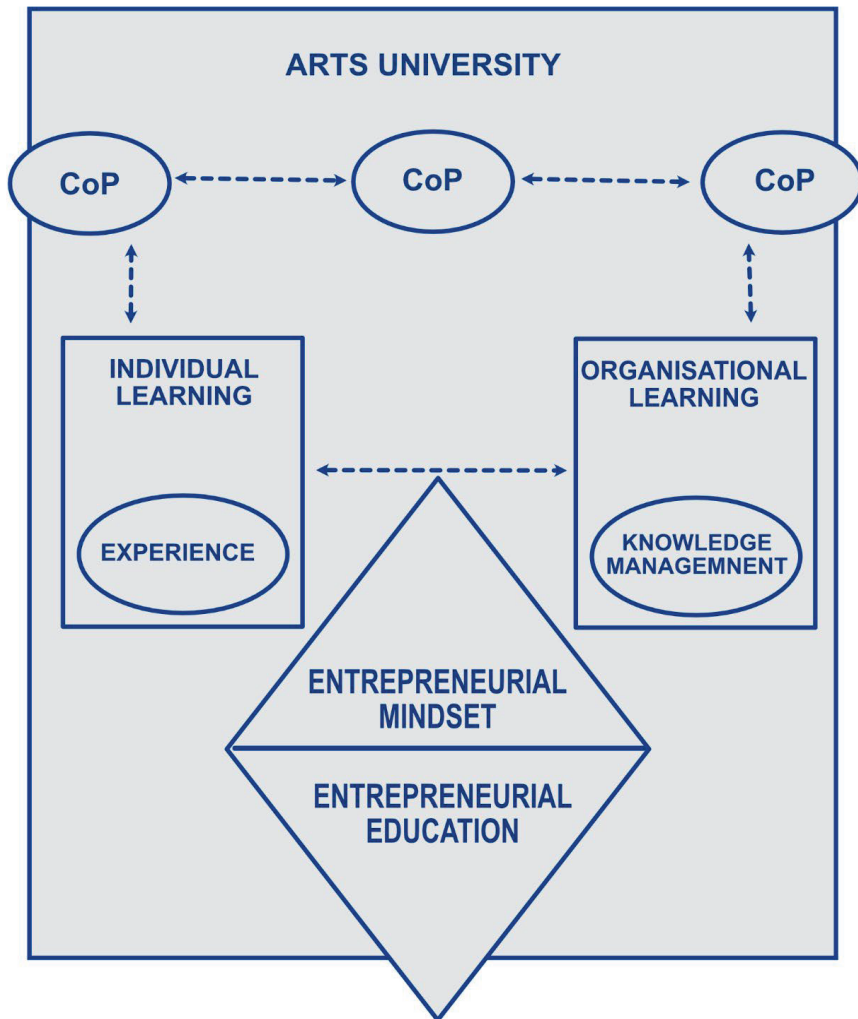 ARTS UNIVERSITY
CoP
CoP
CoP
INDIVIDUAL
LEARNING
EXPERIENCE
ORGANISATIONAL
LEARNING
KNOWLEDGE
MANAGEMNENT
ENTREPRENEURIAL
MINDSET
ENTREPRENEURIAL
EDUCATION